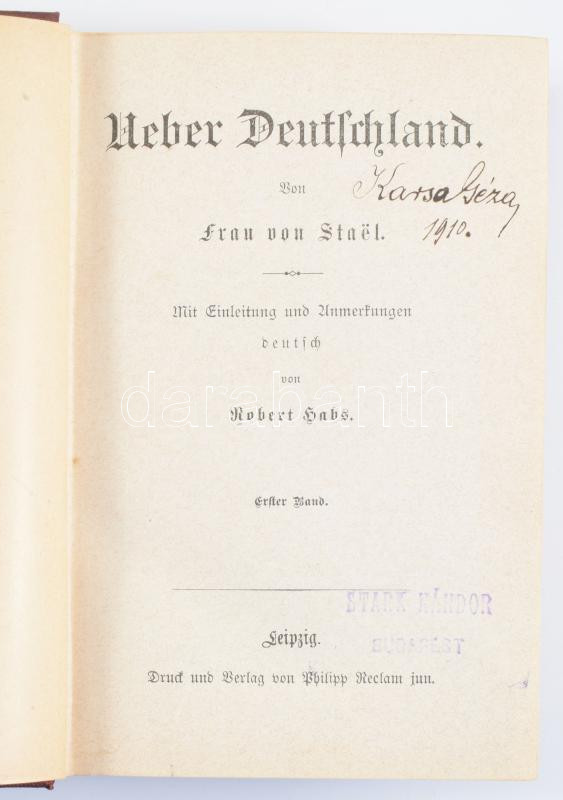 Ueber Deutschland.
Von
Karsa Géza
1910.
Frau von Staël.
Mit Einleitung und Anmerkungen
deutsch
von
darabanth
Robert Habs.
Erster Band.
STARK NÁNDOR
BUDAPEST
Leipzig.
Druck und Verlag von Philipp Reclam jun.